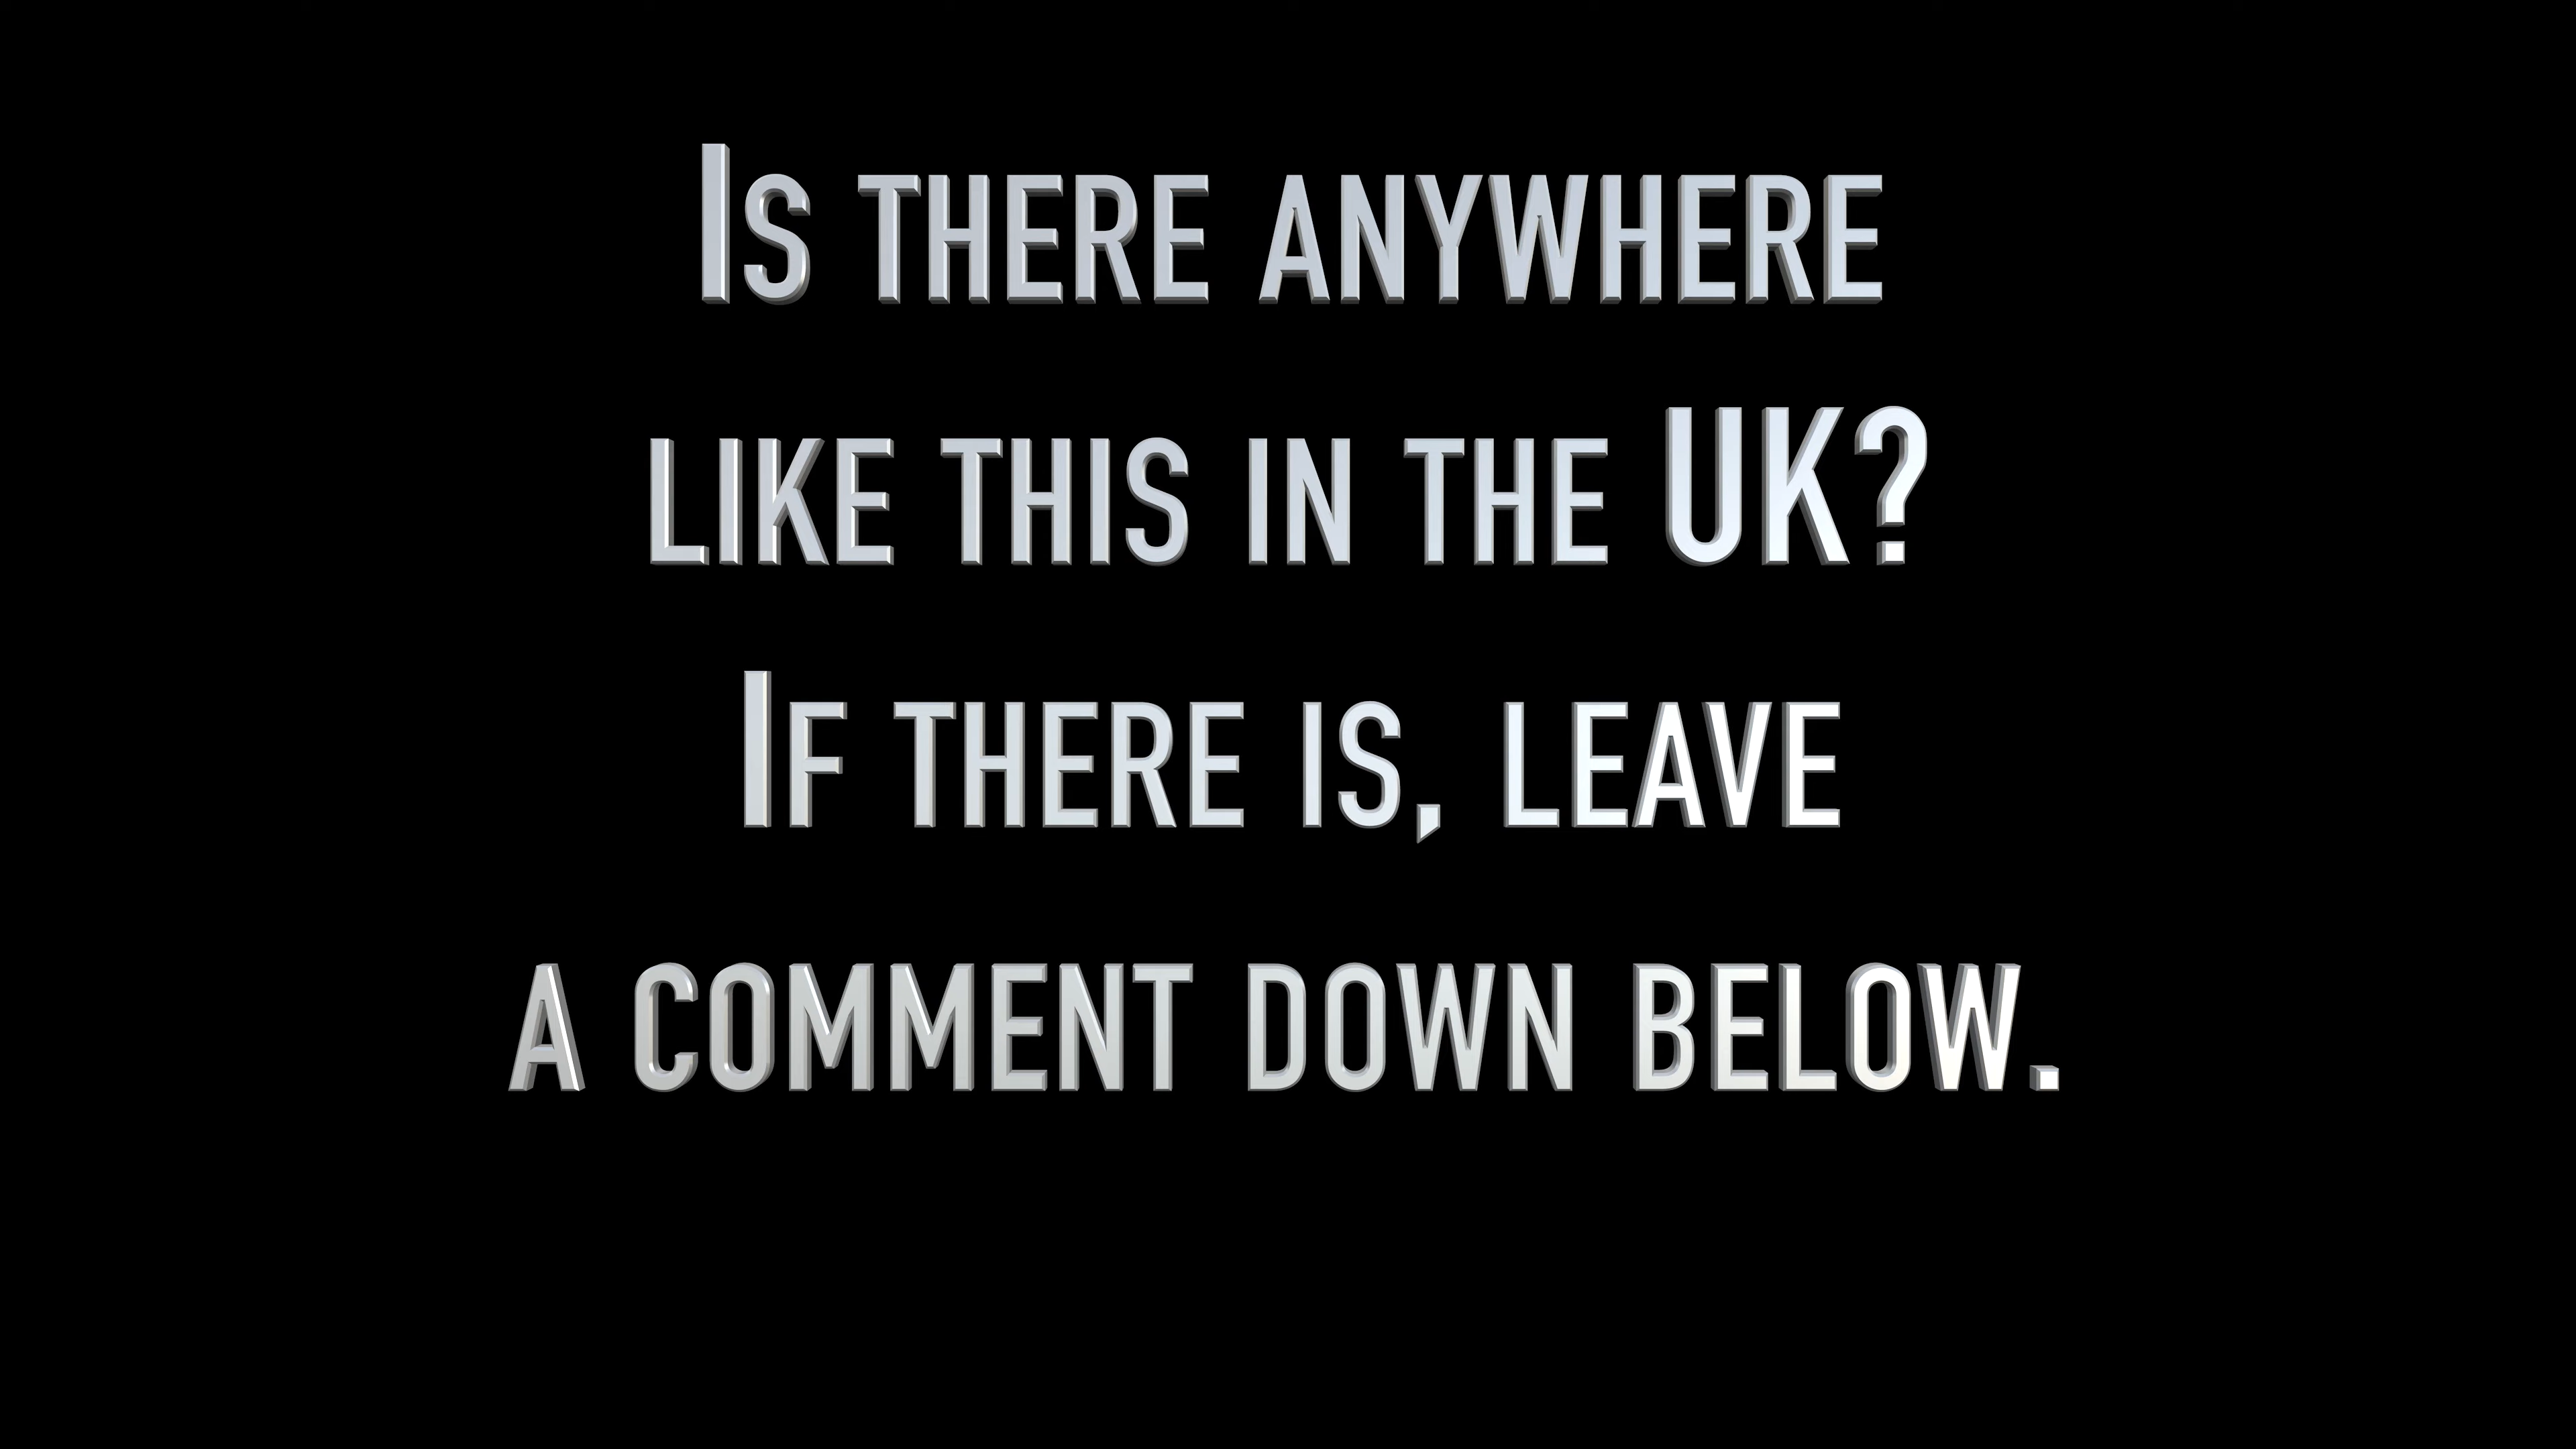 Is there anywhere
like this in the UK?
If there is, leave
a comment down below.